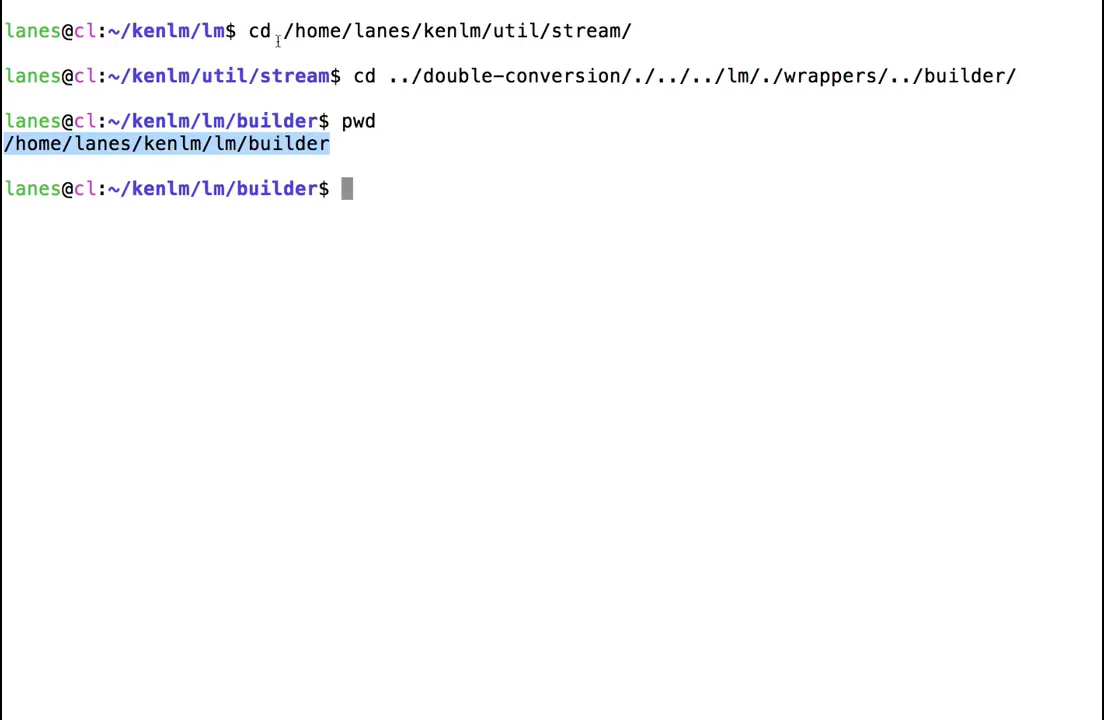 lanes@cl:~/kenlm/lm$ cd /home/lanes/kenlm/util/stream/
lanes@cl:~/kenlm/util/stream$ cd ../double-conversion/./../../lm/./wrappers/../builder/
lanes@cl:~/kenlm/lm/builder$ pwd
/home/lanes/kenlm/lm/builder
lanes@cl:~/kenlm/lm/builder$